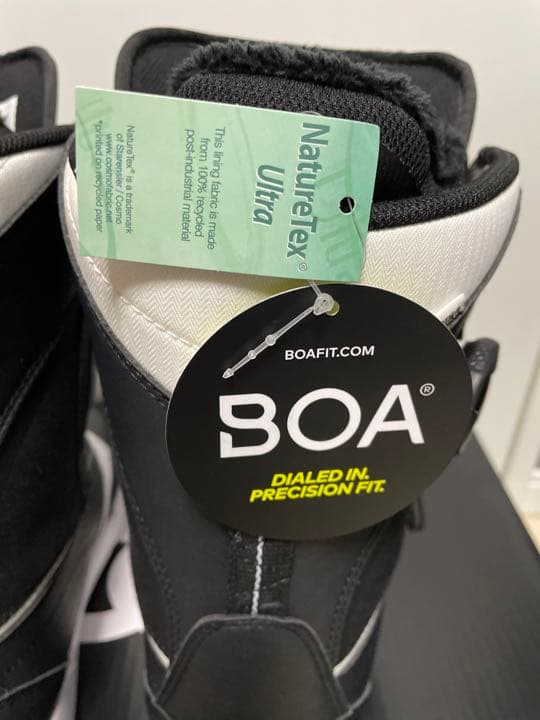 NatureTex®
Ultra
This lining fabric is made
from 100% recycled
post-industrial material
NatureTex® is a trademark
of Starensier / Cosmo
www.cosmofabric.net
*printed on recycled paper
BOAFIT.COM
BOA®
DIALED IN.
PRECISION FIT.